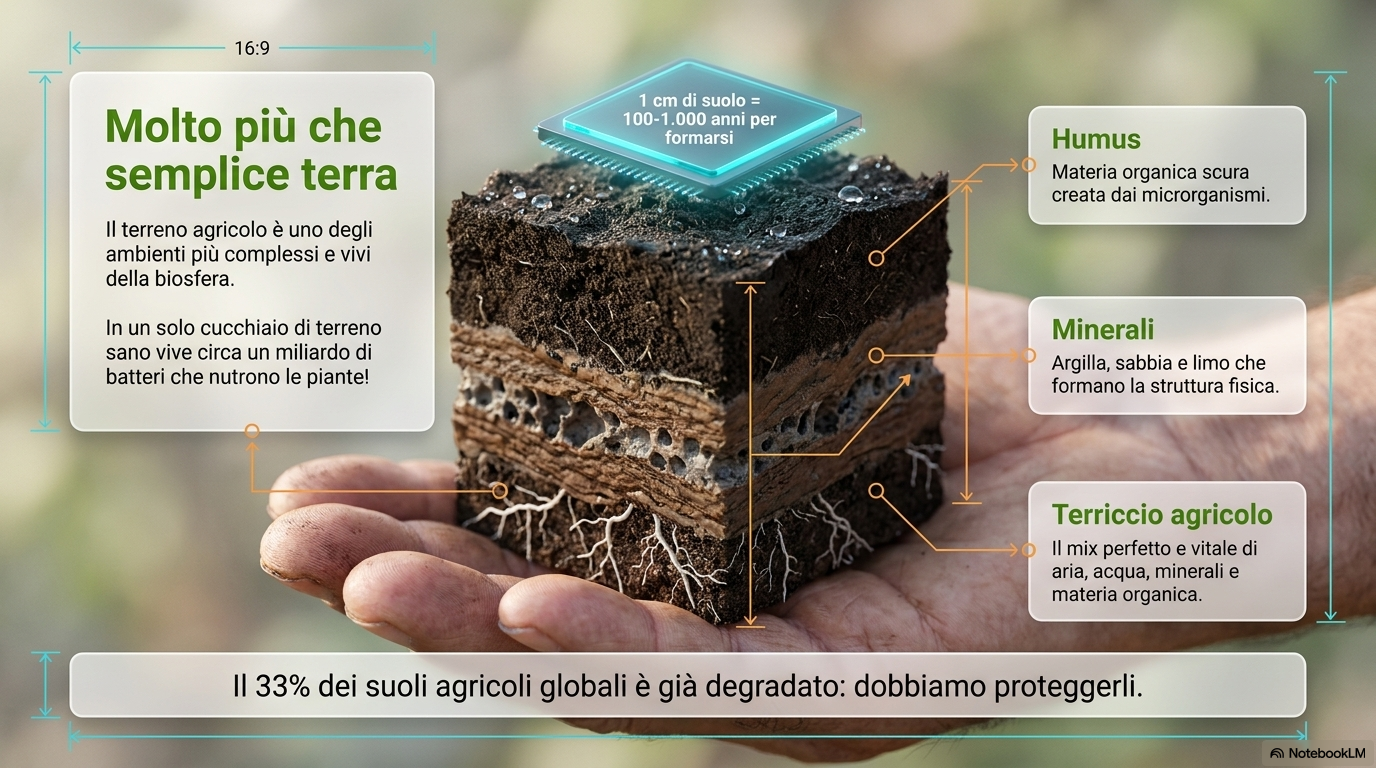 16:9
Molto più che
semplice terra
Il terreno agricolo è uno degli
ambienti più complessi e vivi
della biosfera.
In un solo cucchiaio di terreno
sano vive circa un miliardo di
batteri che nutrono le piante!
1 cm di suolo =
100-1.000 anni per
formarsi
Humus
Materia organica scura
creata dai microrganismi.
Minerali
Argilla, sabbia e limo che
formano la struttura fisica.
Terriccio agricolo
Il mix perfetto e vitale di
aria, acqua, minerali e
materia organica.
Il 33% dei suoli agricoli globali è già degradato: dobbiamo proteggerli.
NotebookLM